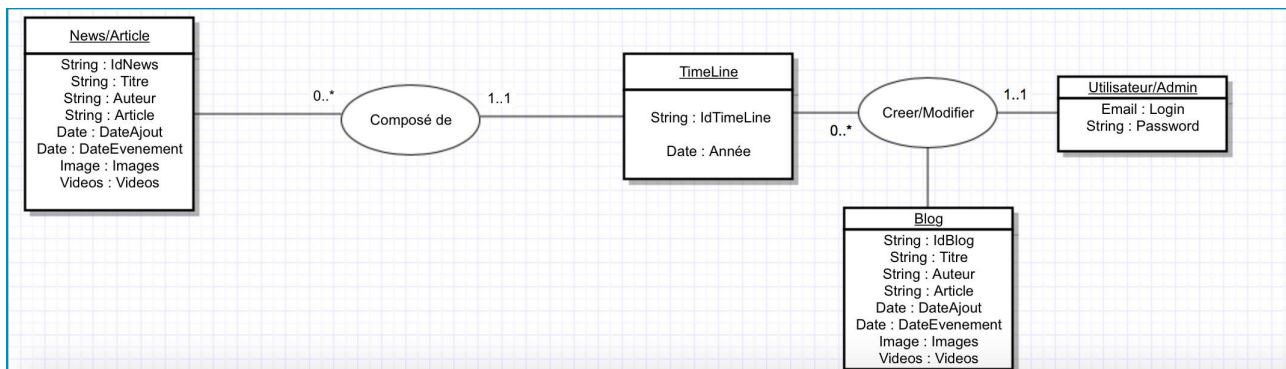 News/Article
String : IdNews
String : Titre
String : Auteur
String : Article
Date : DateAjout
Date : DateEvenement
Image : Images
Videos : Videos
0..*
Composé de
1..1
TimeLine
String : IdTimeLine
Date : Année
0..*
Creer/Modifier
1..1
Utilisateur/Admin
Email : Login
String : Password
Blog
String : IdBlog
String : Titre
String : Auteur
String : Article
Date : DateAjout
Date : DateEvenement
Image : Images
Videos : Videos